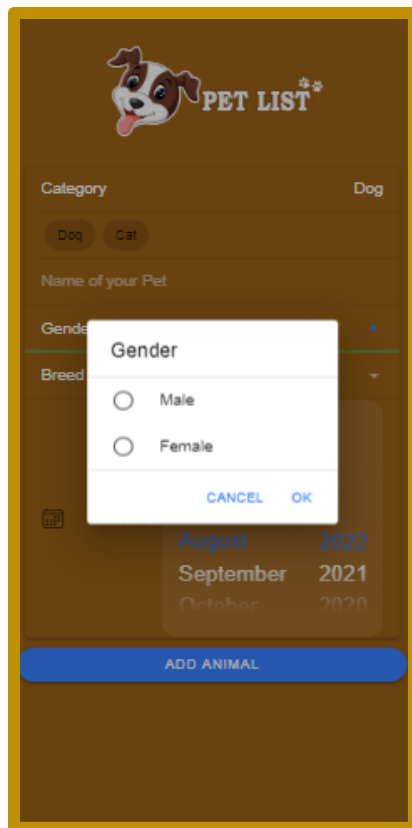 PET LIST
Category Dog
Dog Cat
Name of your Pet
Gende
Gender
Breed
Male
Female
CANCEL OK
August 2022
September 2021
October 2020
ADD ANIMAL